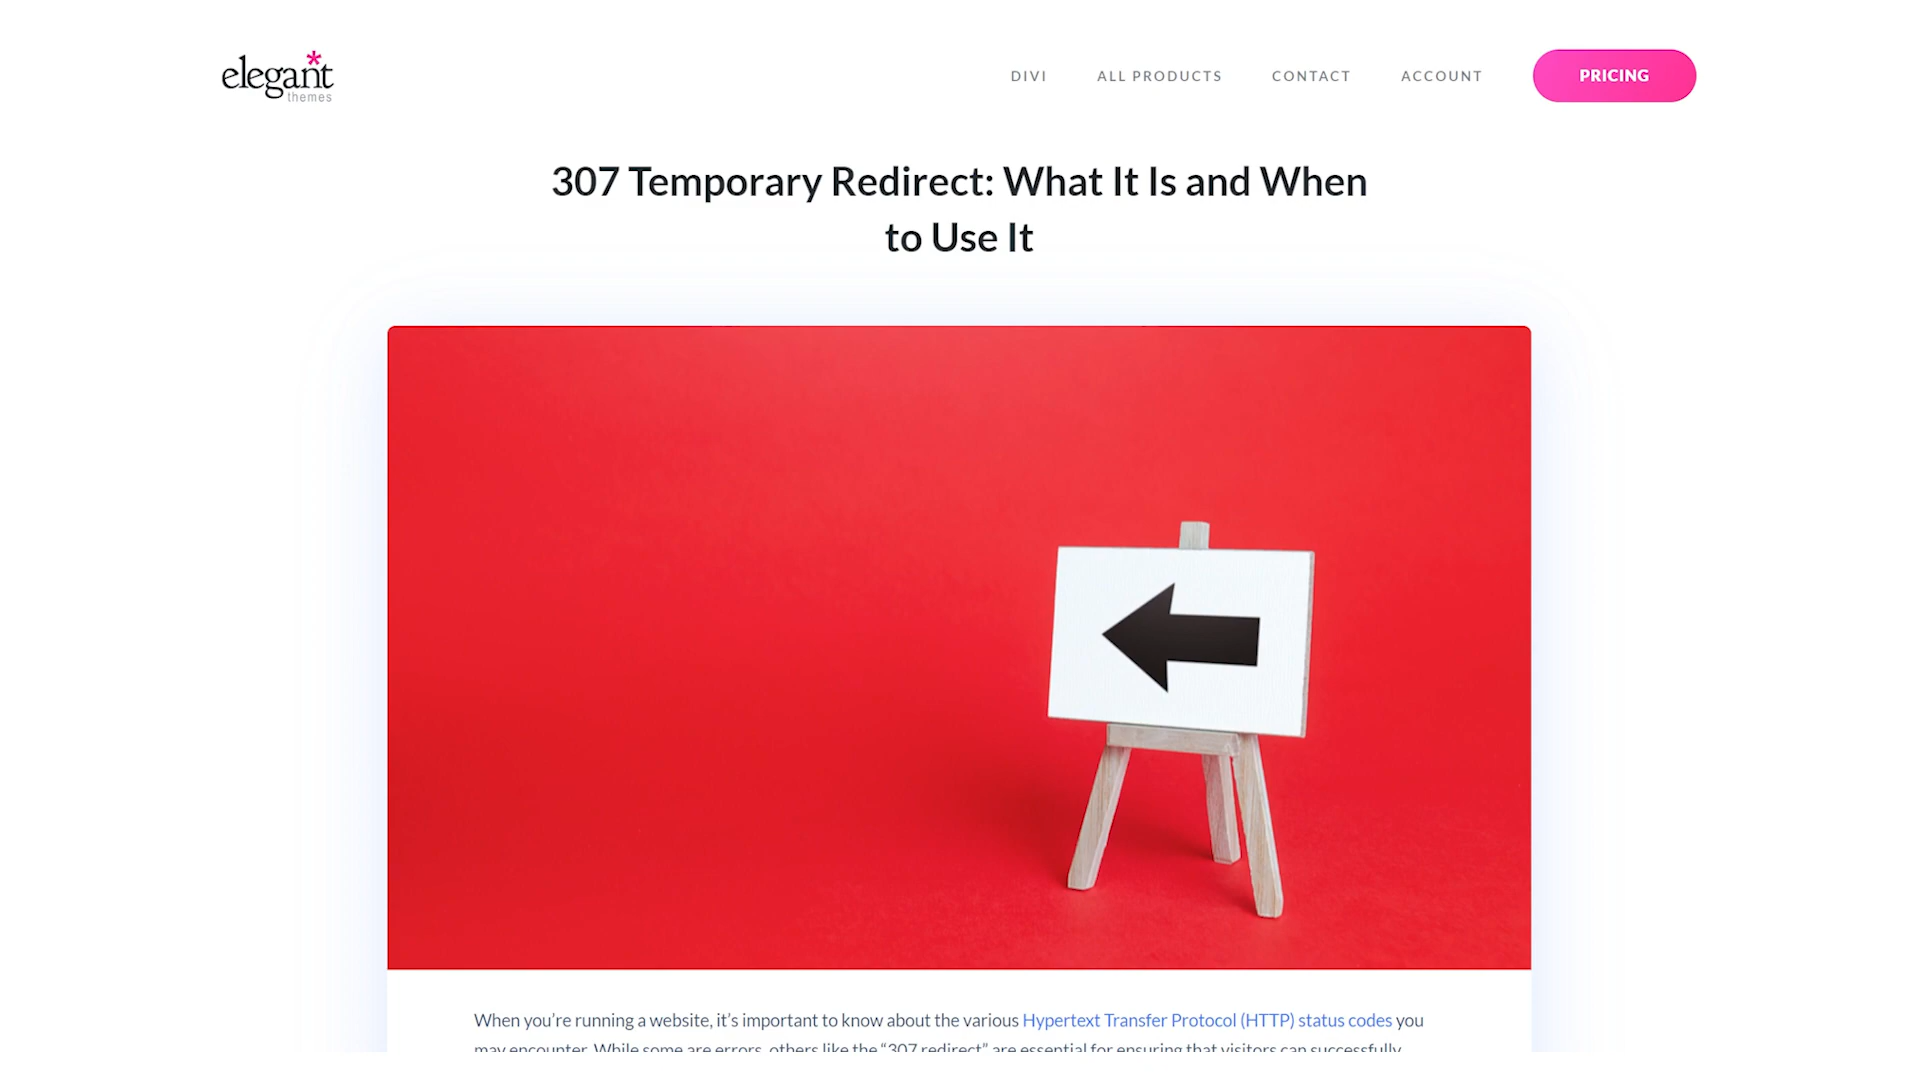 elegant themes
DIVI
ALL PRODUCTS
CONTACT
ACCOUNT
PRICING
307 Temporary Redirect: What It Is and When
to Use It
When you’re running a website, it’s important to know about the various Hypertext Transfer Protocol (HTTP) status codes you
may encounter. While some are errors, others like the “307 redirect” are essential for ensuring that visitors can successfully